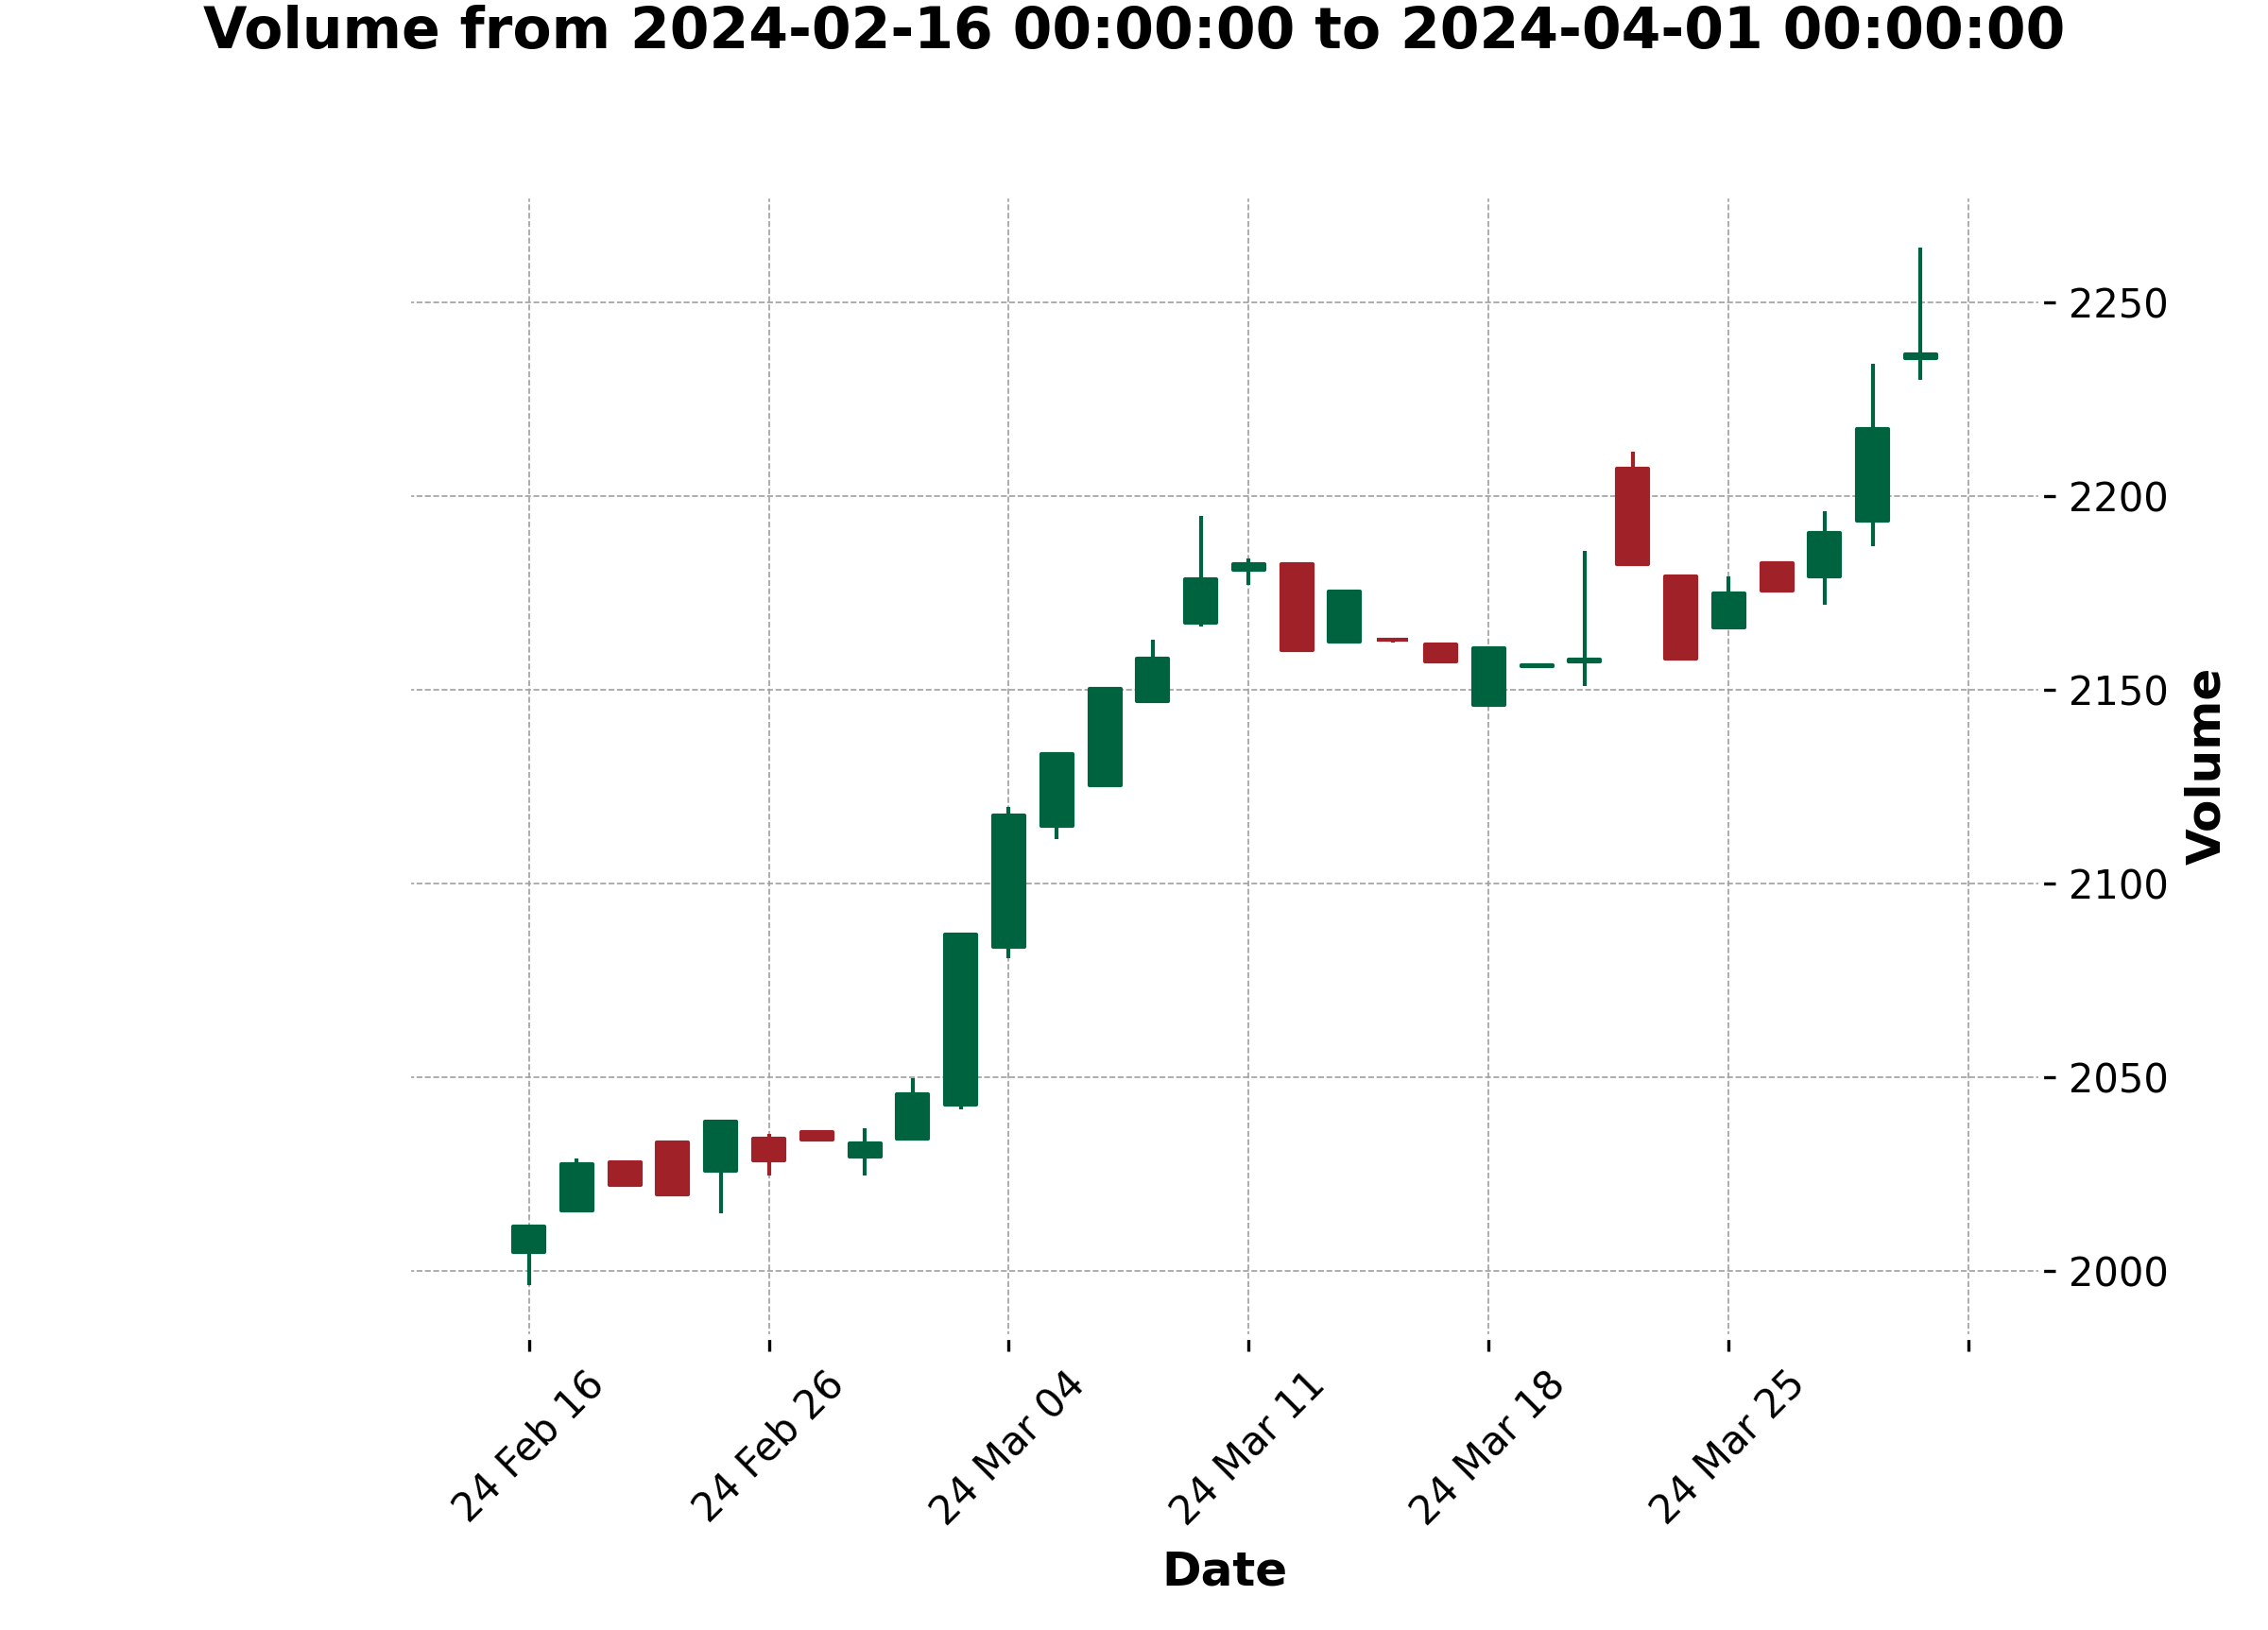 Volume from 2024-02-16 00:00:00 to 2024-04-01 00:00:00
2250
2200
2150
2100
2050
2000
Volume
24 Feb 16
24 Feb 26
24 Mar 04
24 Mar 11
24 Mar 18
24 Mar 25
Date